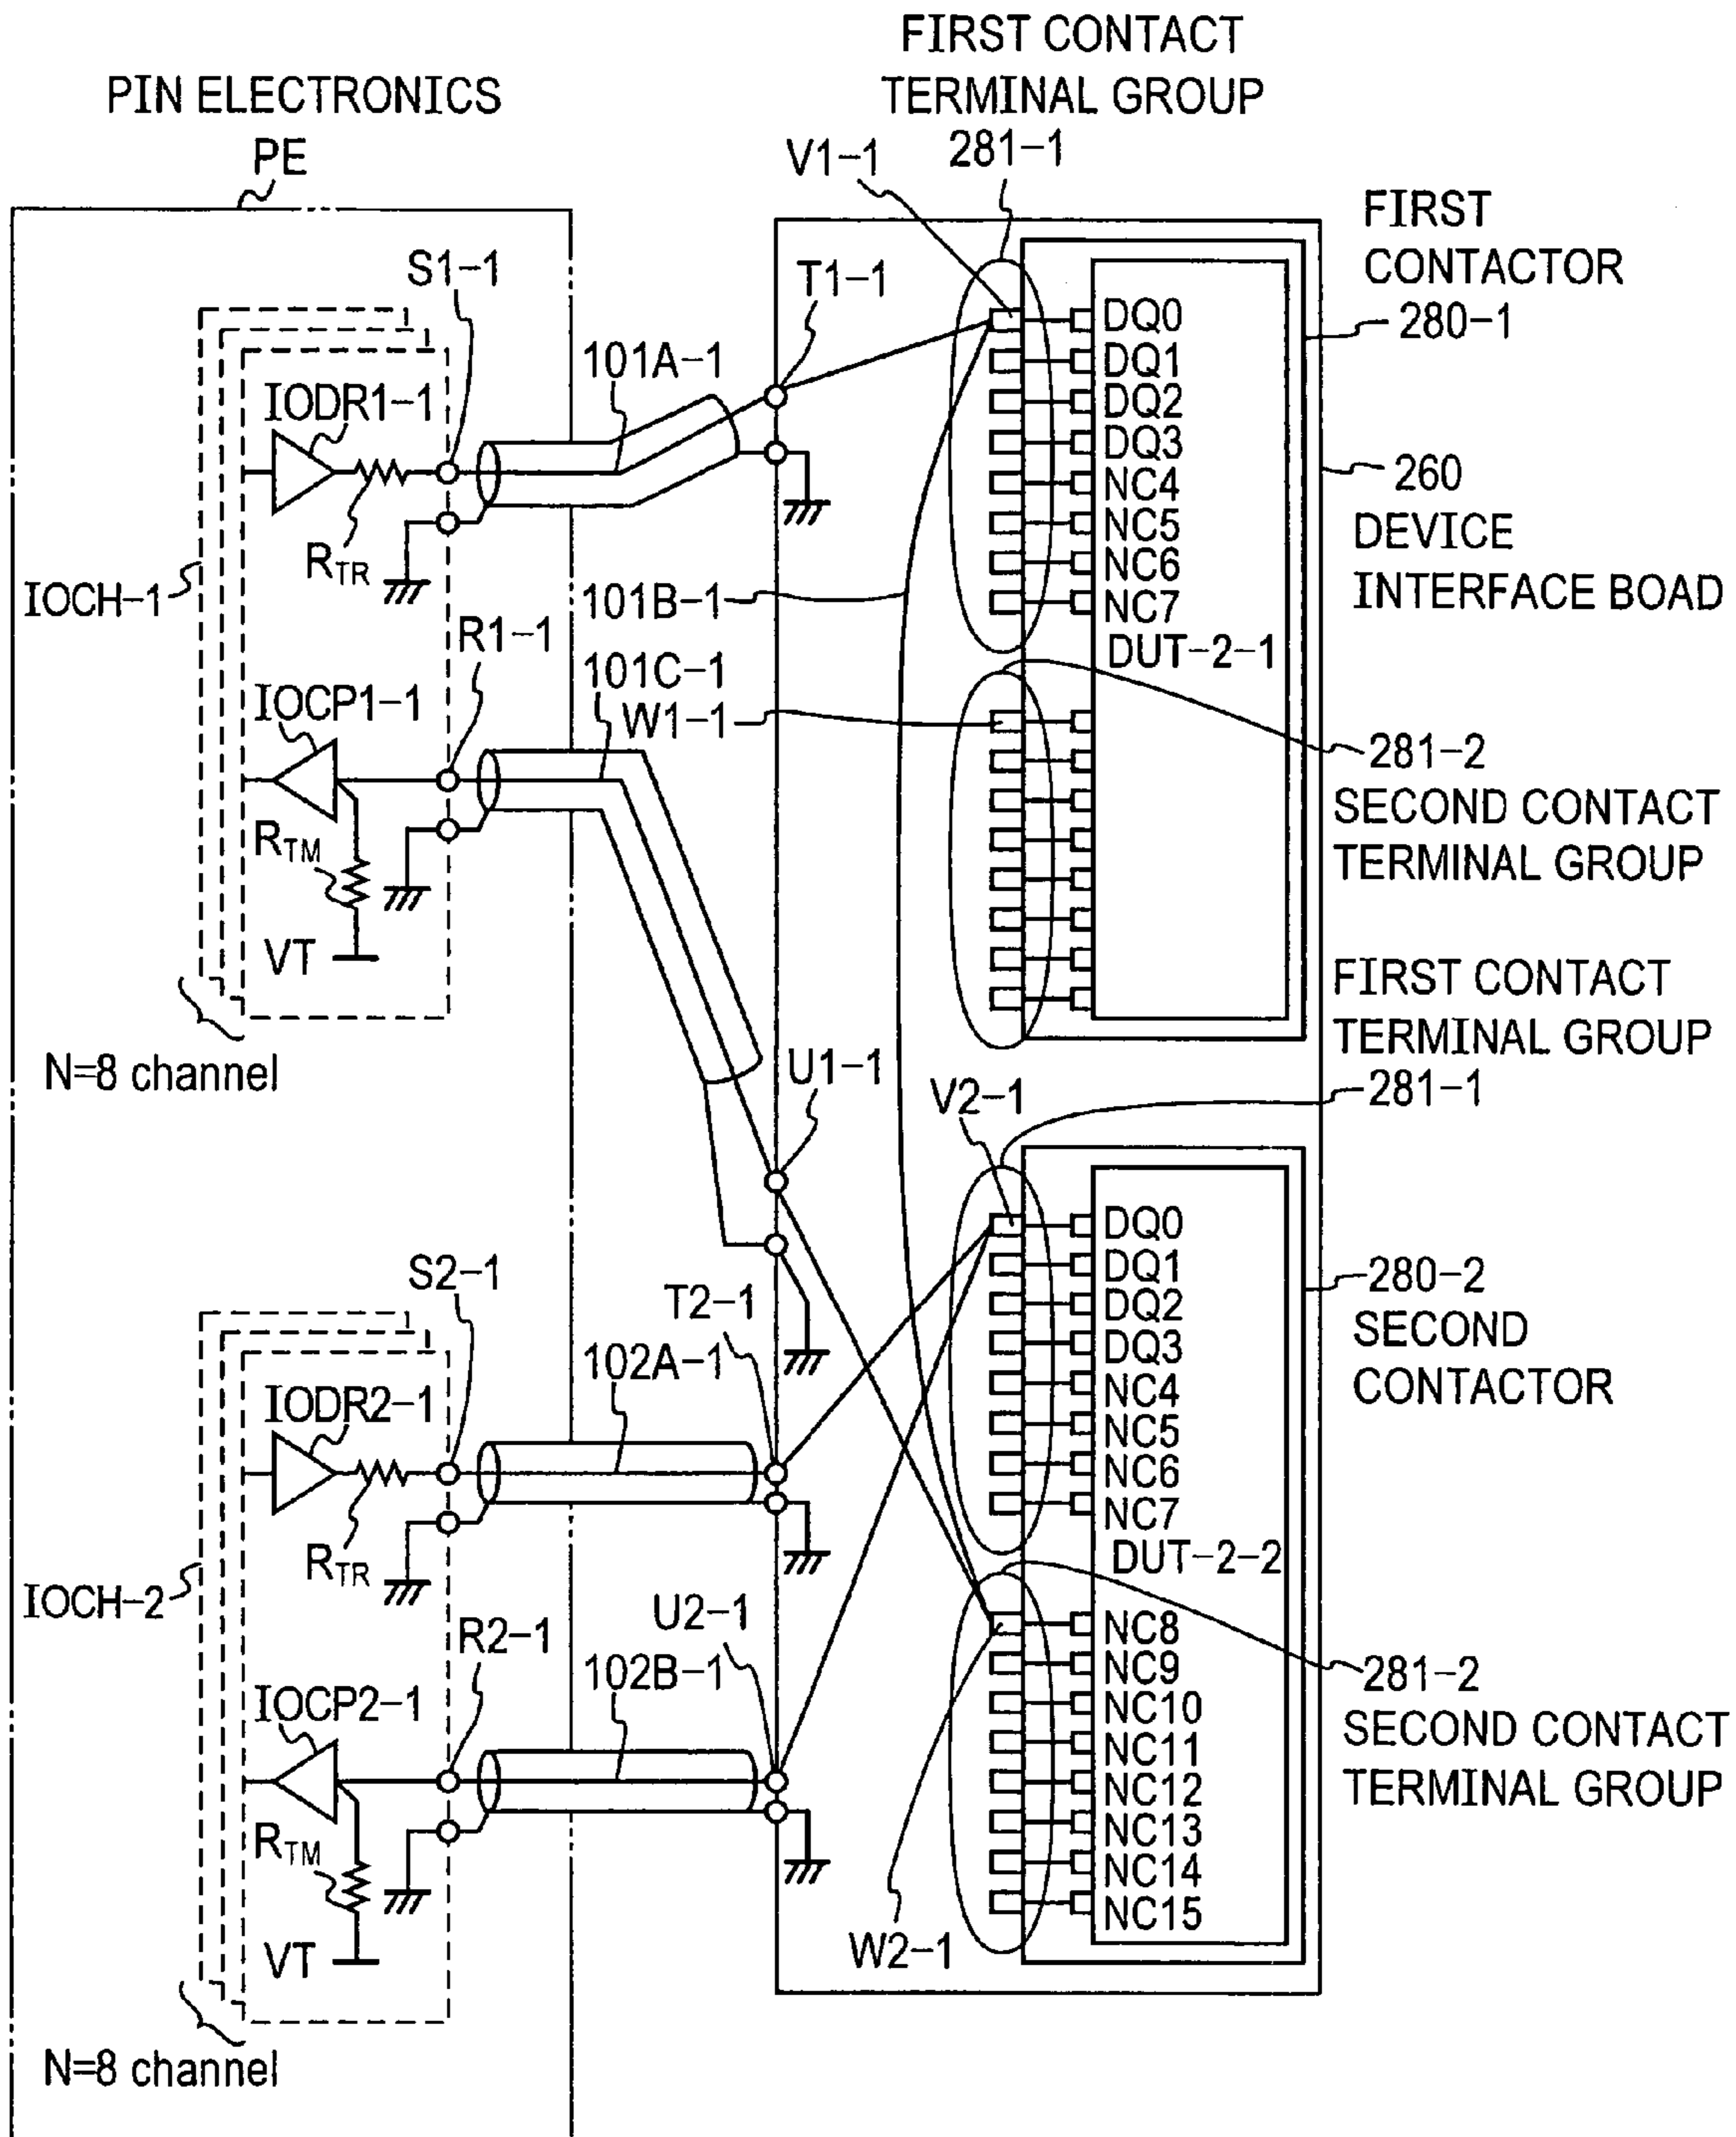 FIRST CONTACT
TERMINAL GROUP
281-1
PIN ELECTRONICS
PE
V1-1
FIRST
CONTACTOR
280-1
S1-1
T1-1
101A-1
IODR1-1
RTR
IOCH-1
DQ0
DQ1
DQ2
DQ3
NC4
NC5
NC6
NC7
DUT-2-1
260
DEVICE
INTERFACE BOAD
101B-1
R1-1
101C-1
W1-1
IOCP1-1
RTM
VT
N=8 channel
281-2
SECOND CONTACT
TERMINAL GROUP
FIRST CONTACT
TERMINAL GROUP
281-1
U1-1
V2-1
S2-1
T2-1
102A-1
IODR2-1
RTR
IOCH-2
DQ0
DQ1
DQ2
DQ3
NC4
NC5
NC6
NC7
DUT-2-2
280-2
SECOND
CONTACTOR
R2-1
U2-1
102B-1
IOCP2-1
RTM
VT
N=8 channel
NC8
NC9
NC10
NC11
NC12
NC13
NC14
NC15
W2-1
281-2
SECOND CONTACT
TERMINAL GROUP